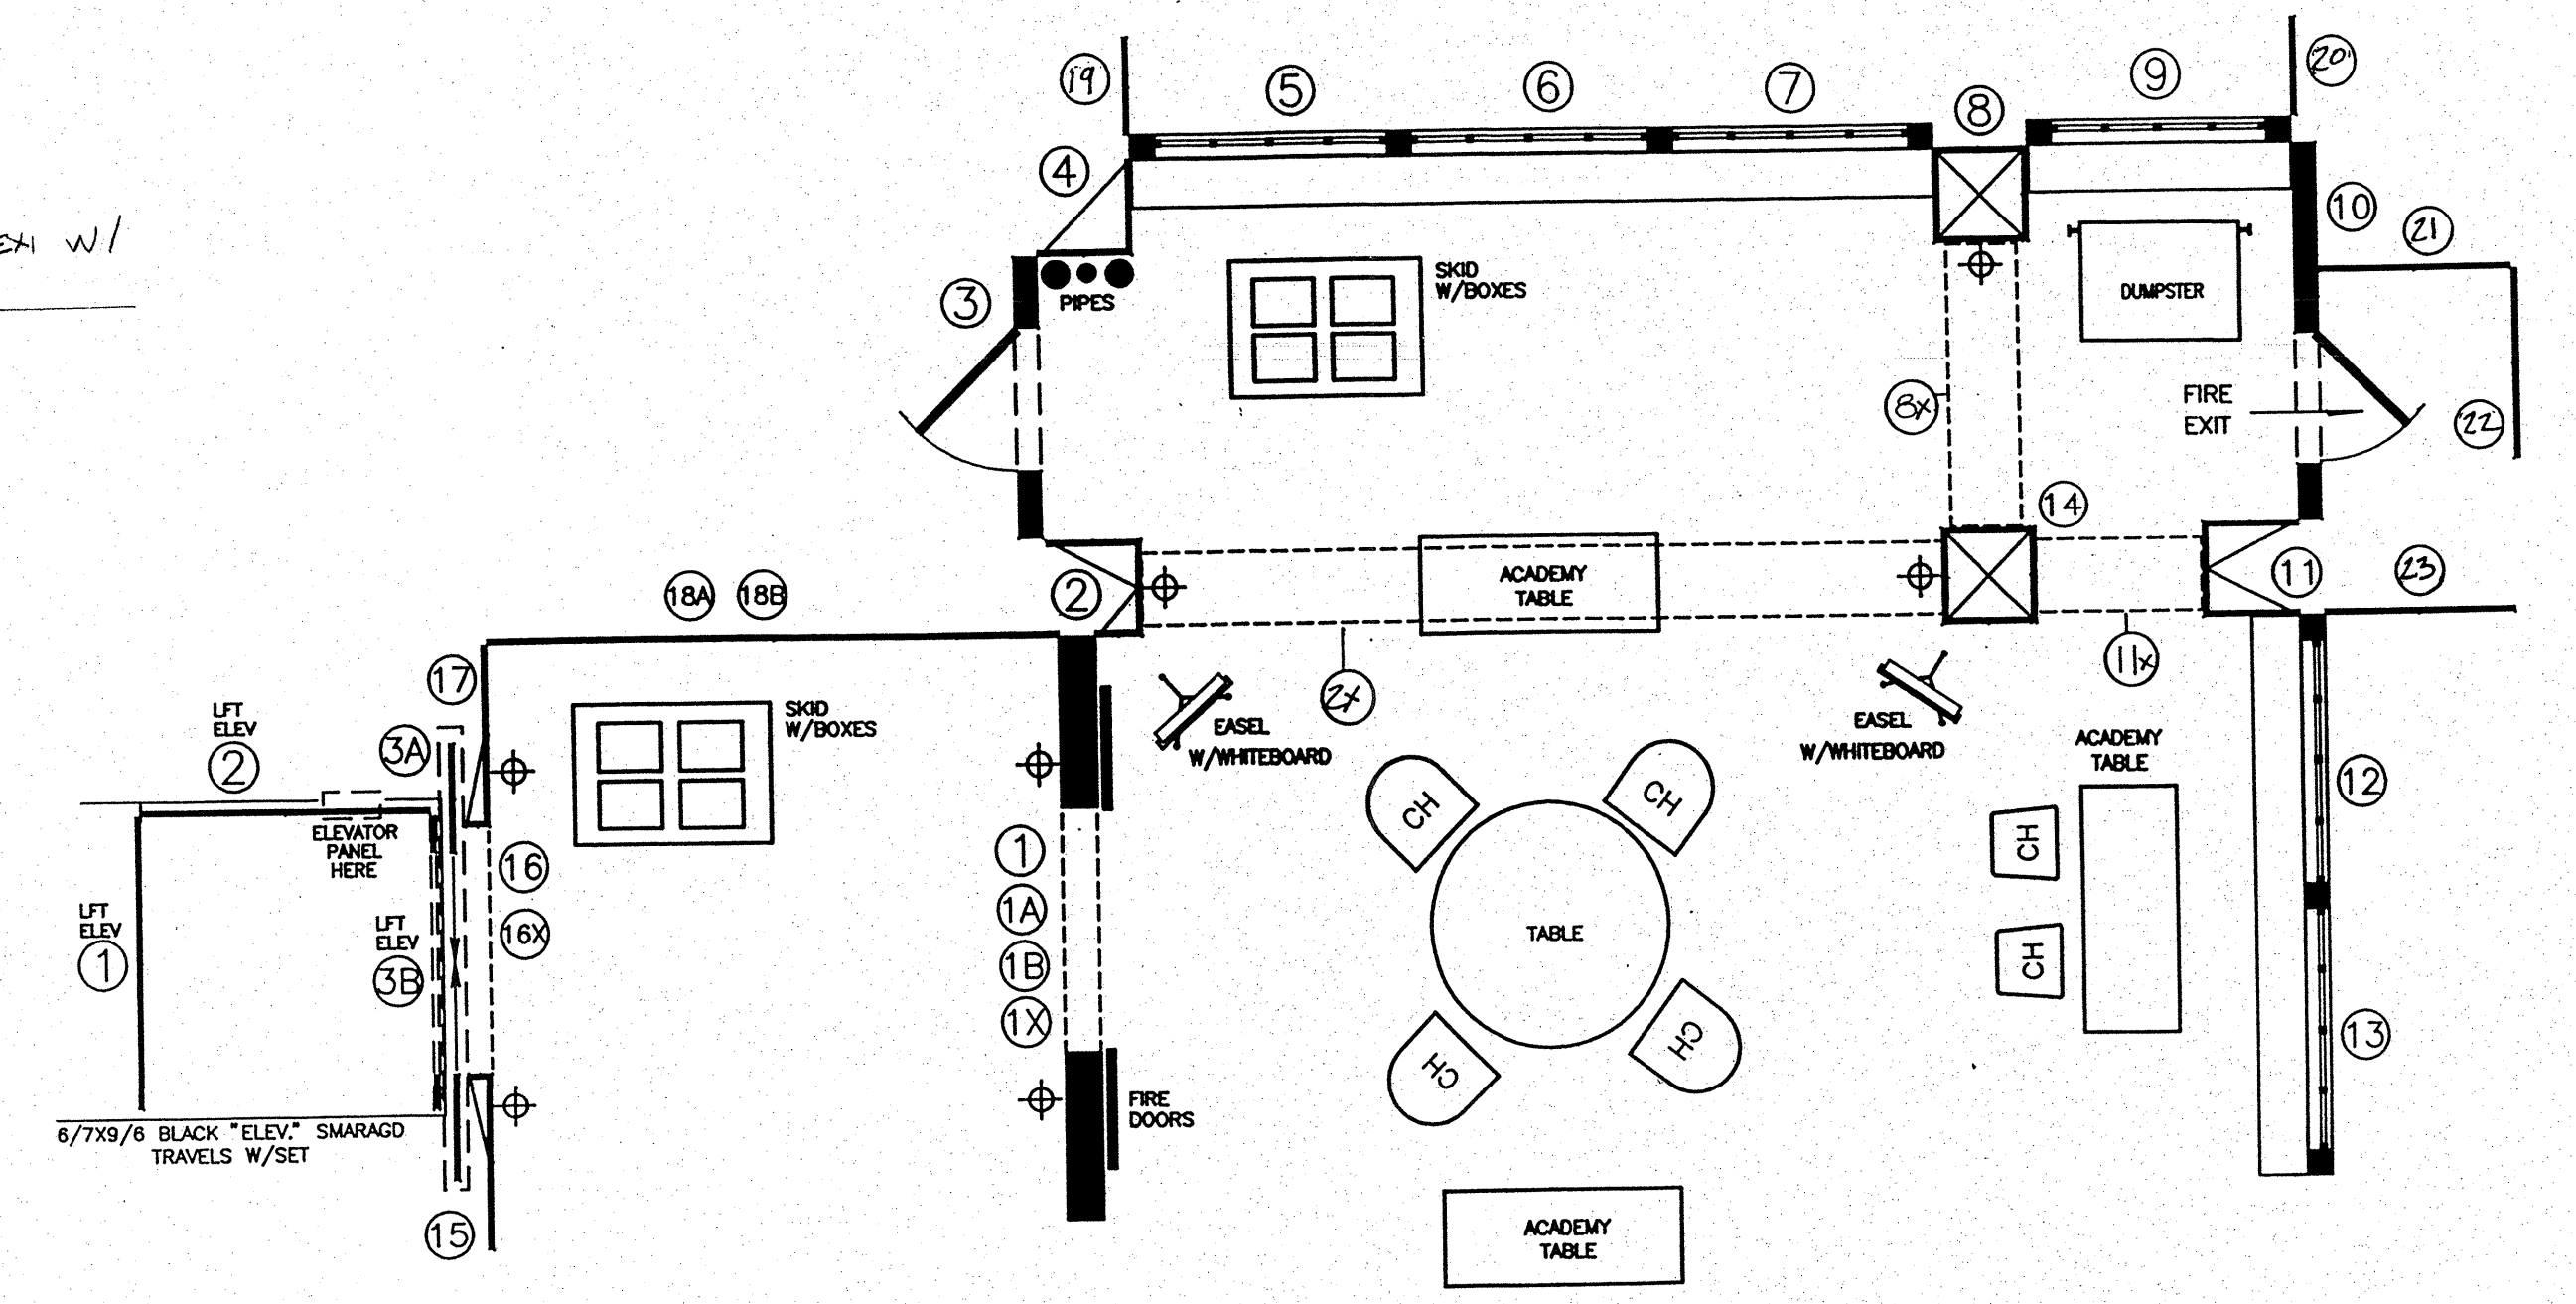 19
5
6
7
8
9
20
4
W/
10
21
3
PIPES
SKID
W/BOXES
DUMPSTER
8X
FIRE
EXIT
22
14
18A
18B
2
ACADEMY
TABLE
11
23
17
2X
11X
LFT
ELEV
2
3A
SKID
W/BOXES
EASEL
W/WHITEBOARD
EASEL
W/WHITEBOARD
ACADEMY
TABLE
12
ELEVATOR
PANEL
HERE
16
16X
1
1A
1B
1X
CH
CH
CH
CH
TABLE
CH
CH
13
LFT
ELEV
1
LFT
ELEV
3B
FIRE
DOORS
6/7X9/6 BLACK "ELEV." SMARAGD
TRAVELS W/SET
15
ACADEMY
TABLE